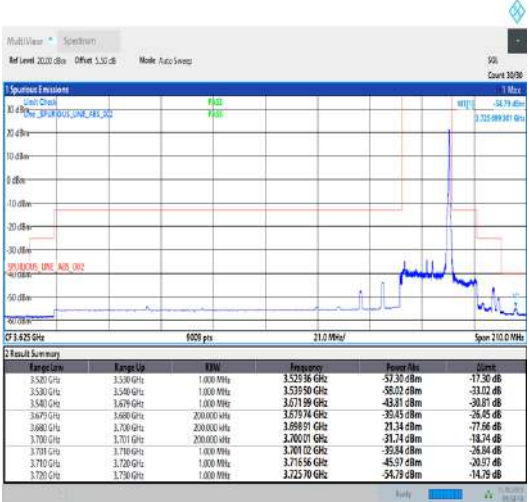 MultiView Spectrum
Ref Level 20.00 dBm Offset 5.50 dB Mode Auto Sweep SGL
Count 30/30
1 Spurious Emissions 1 Max
Limit Check PASS M1[1] -54.79 dBm
Line _SPURIOUS_LINE_ABS_002 PASS 3.725 699 301 GHz
30 dBm
20 dBm
10 dBm
0 dBm
-10 dBm
-20 dBm
-30 dBm
SPURIOUS_LINE_ABS_002
-40 dBm
-50 dBm
-60 dBm
CF 3.625 GHz 9009 pts 21.0 MHz/ Span 210.0 MHz
2 Result Summary
Range Low Range Up RBW Frequency Power Abs ΔLimit
3.520 GHz 3.530 GHz 1.000 MHz 3.529 36 GHz -57.30 dBm -17.30 dB
3.530 GHz 3.540 GHz 1.000 MHz 3.539 50 GHz -58.02 dBm -33.02 dB
3.540 GHz 3.679 GHz 1.000 MHz 3.671 99 GHz -43.81 dBm -30.81 dB
3.679 GHz 3.680 GHz 200.000 kHz 3.679 74 GHz -39.45 dBm -26.45 dB
3.680 GHz 3.700 GHz 200.000 kHz 3.698 91 GHz 21.34 dBm -77.66 dB
3.700 GHz 3.701 GHz 200.000 kHz 3.700 01 GHz -31.74 dBm -18.74 dB
3.701 GHz 3.710 GHz 1.000 MHz 3.701 02 GHz -39.84 dBm -26.84 dB
3.710 GHz 3.720 GHz 1.000 MHz 3.716 56 GHz -45.97 dBm -20.97 dB
3.720 GHz 3.730 GHz 1.000 MHz 3.725 70 GHz -54.79 dBm -14.79 dB
Ready